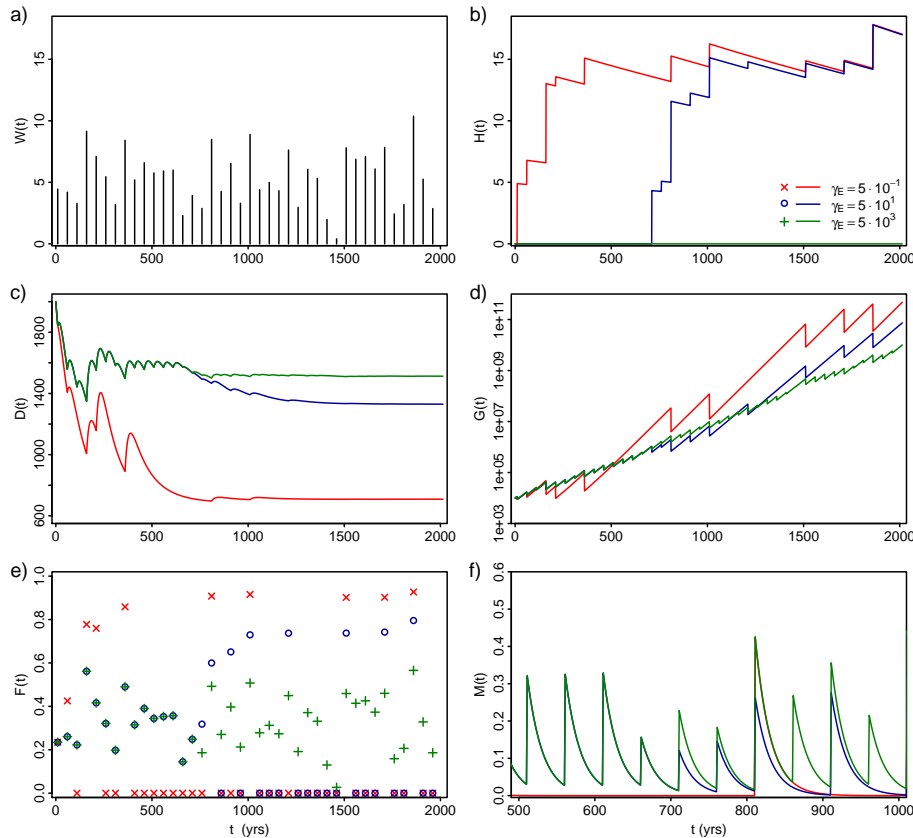 a)
W(t)
0 5 10 15
0 500 1000 1500 2000
b)
H(t)
0 5 10 15
0 500 1000 1500 2000
γE = 5 · 10⁻¹
γE = 5 · 10¹
γE = 5 · 10³
c)
D(t)
600 1000 1400 1800
0 500 1000 1500 2000
d)
G(t)
1e+03 1e+05 1e+07 1e+09 1e+11
0 500 1000 1500 2000
e)
F(t)
0.0 0.2 0.4 0.6 0.8 1.0
0 500 1000 1500 2000
t (yrs)
f)
M(t)
0.0 0.1 0.2 0.3 0.4 0.5 0.6
500 600 700 800 900 1000
t (yrs)